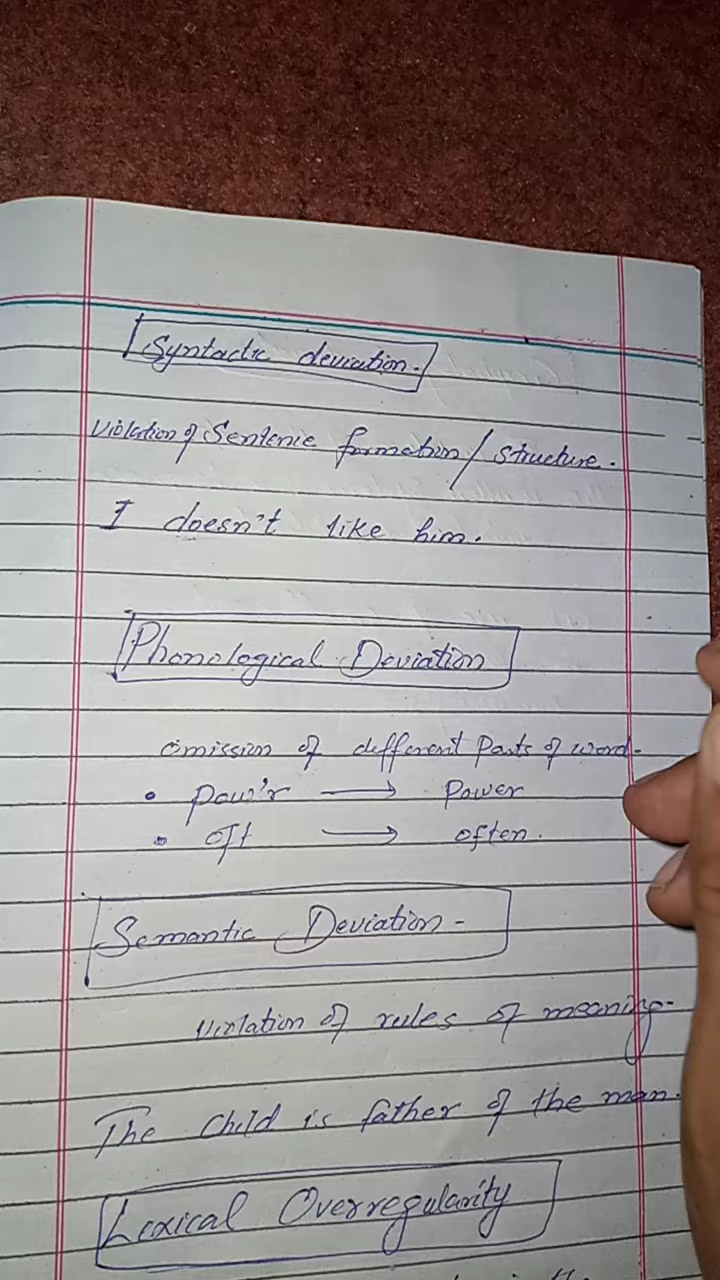 Syntactic deviation.
Violation of Sentence formation / structure.
I doesn't like him.
Phonological Deviation
Omission of different Parts of word.
• Pow'r → Power
• oft → often.
Semantic Deviation -
Violation of rules of meaning.
The Child is father of the man.
Lexical Overregularity